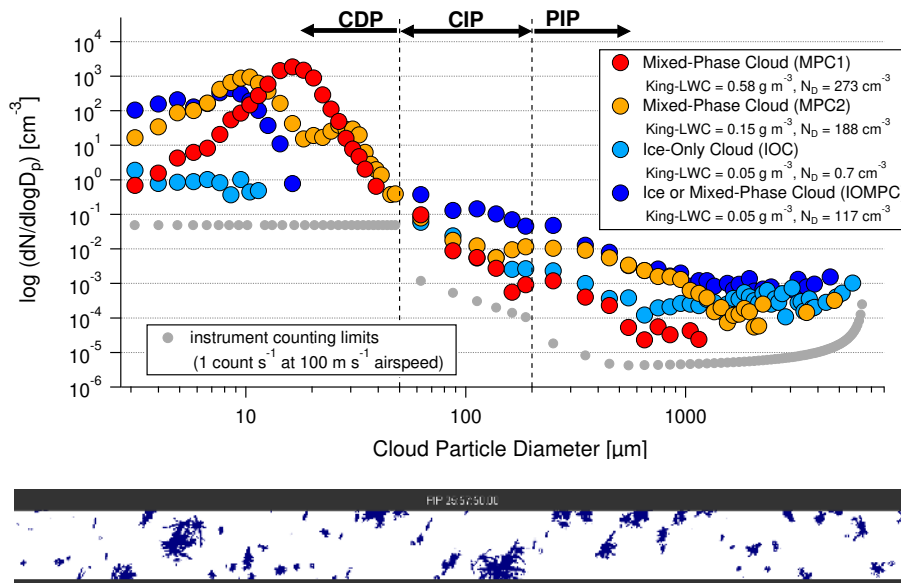 CDP CIP PIP
log (dN/dlogDp) [cm-3]
10^4
10^3
10^2
10^1
10^0
10^-1
10^-2
10^-3
10^-4
10^-5
10^-6
Mixed-Phase Cloud (MPC1)
King-LWC = 0.58 g m^-3, N_D = 273 cm^-3
Mixed-Phase Cloud (MPC2)
King-LWC = 0.15 g m^-3, N_D = 188 cm^-3
Ice-Only Cloud (IOC)
King-LWC = 0.05 g m^-3, N_D = 0.7 cm^-3
Ice or Mixed-Phase Cloud (IOMPC
King-LWC = 0.05 g m^-3, N_D = 117 cm^-3
instrument counting limits
(1 count s^-1 at 100 m s^-1 airspeed)
10 100 1000
Cloud Particle Diameter [µm]